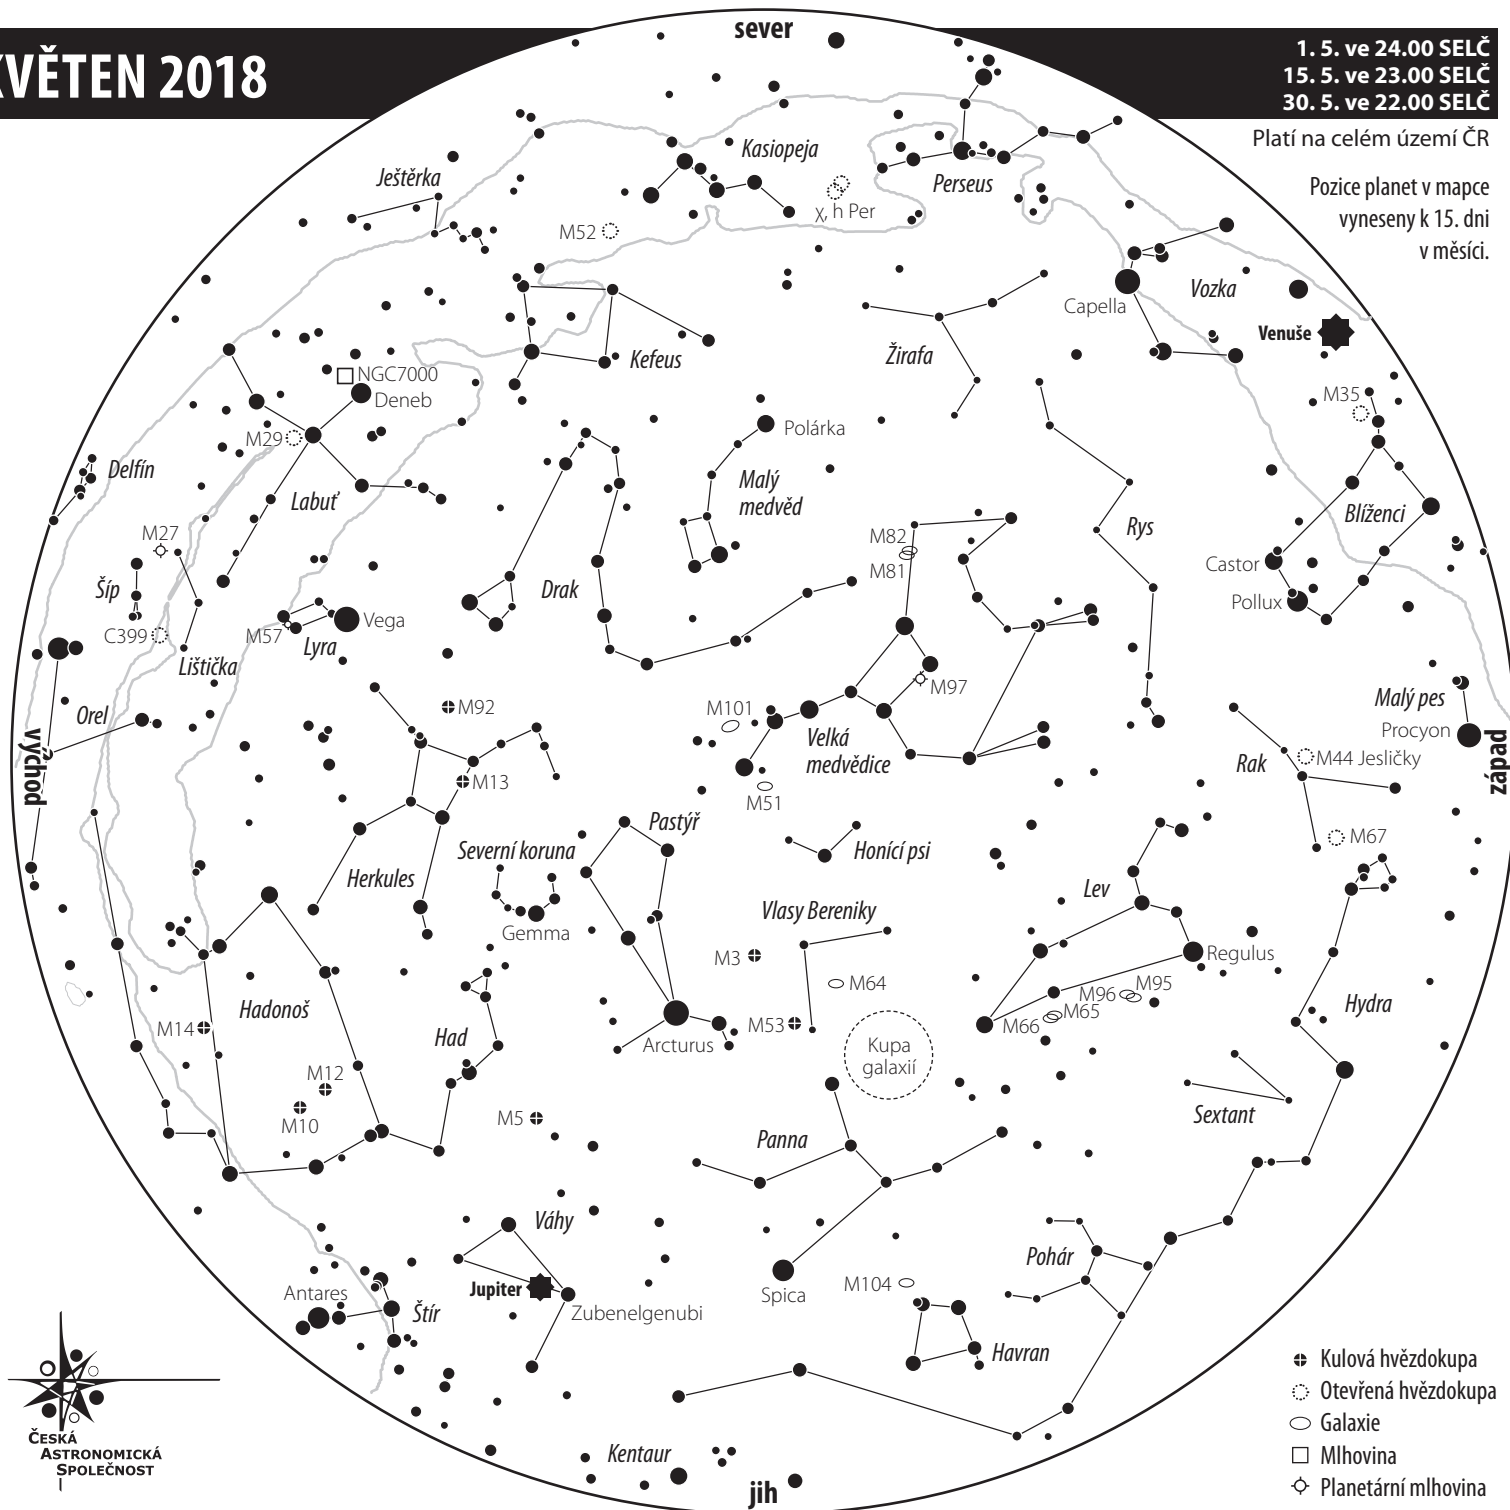 KVĚTEN 2018
sever
1. 5. ve 24.00 SELČ
15. 5. ve 23.00 SELČ
30. 5. ve 22.00 SELČ
Platí na celém území ČR
Pozice planet v mapce
vyneseny k 15. dni
v měsíci.
Kasiopeja
Ještěrka
Perseus
χ, h Per
M52
Vozka
Capella
Venuše
Kefeus
Žirafa
NGC7000
Deneb
M35
M29
Polárka
Delfín
Labuť
Malý
medvěd
Blíženci
M27
M82
M81
Rys
Castor
Šíp
Drak
Pollux
C399
M57
Vega
Lyra
Lištička
M97
Malý pes
Orel
M92
M101
Procyon
východ
Velká
medvědice
M44 Jesličky
Rak
západ
M13
M51
Pastýř
M67
Severní koruna
Honící psi
Herkules
Lev
Vlasy Bereniky
Gemma
M3
Regulus
M64
M96
M95
Hadonoš
M14
Had
Arcturus
M53
M66
M65
Hydra
Kupa
galaxií
M12
M10
M5
Sextant
Panna
Váhy
Pohár
Jupiter
Antares
Štír
Zubenelgenubi
Spica
M104
Havran
Kentaur
jih
Kulová hvězdokupa
Otevřená hvězdokupa
Galaxie
Mlhovina
Planetární mlhovina
ČESKÁ
ASTRONOMICKÁ
SPOLEČNOST